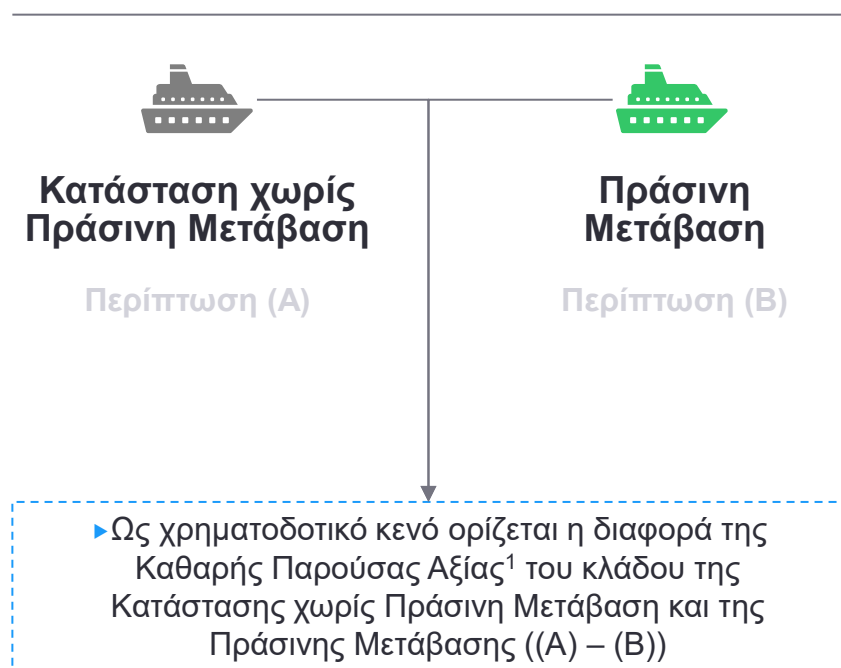 Κατάσταση χωρίς
Πράσινη Μετάβαση
Περίπτωση (Α)
Πράσινη
Μετάβαση
Περίπτωση (Β)
▸Ως χρηματοδοτικό κενό ορίζεται η διαφορά της
Καθαρής Παρούσας Αξίας¹ του κλάδου της
Κατάστασης χωρίς Πράσινη Μετάβαση και της
Πράσινης Μετάβασης ((Α) – (Β))